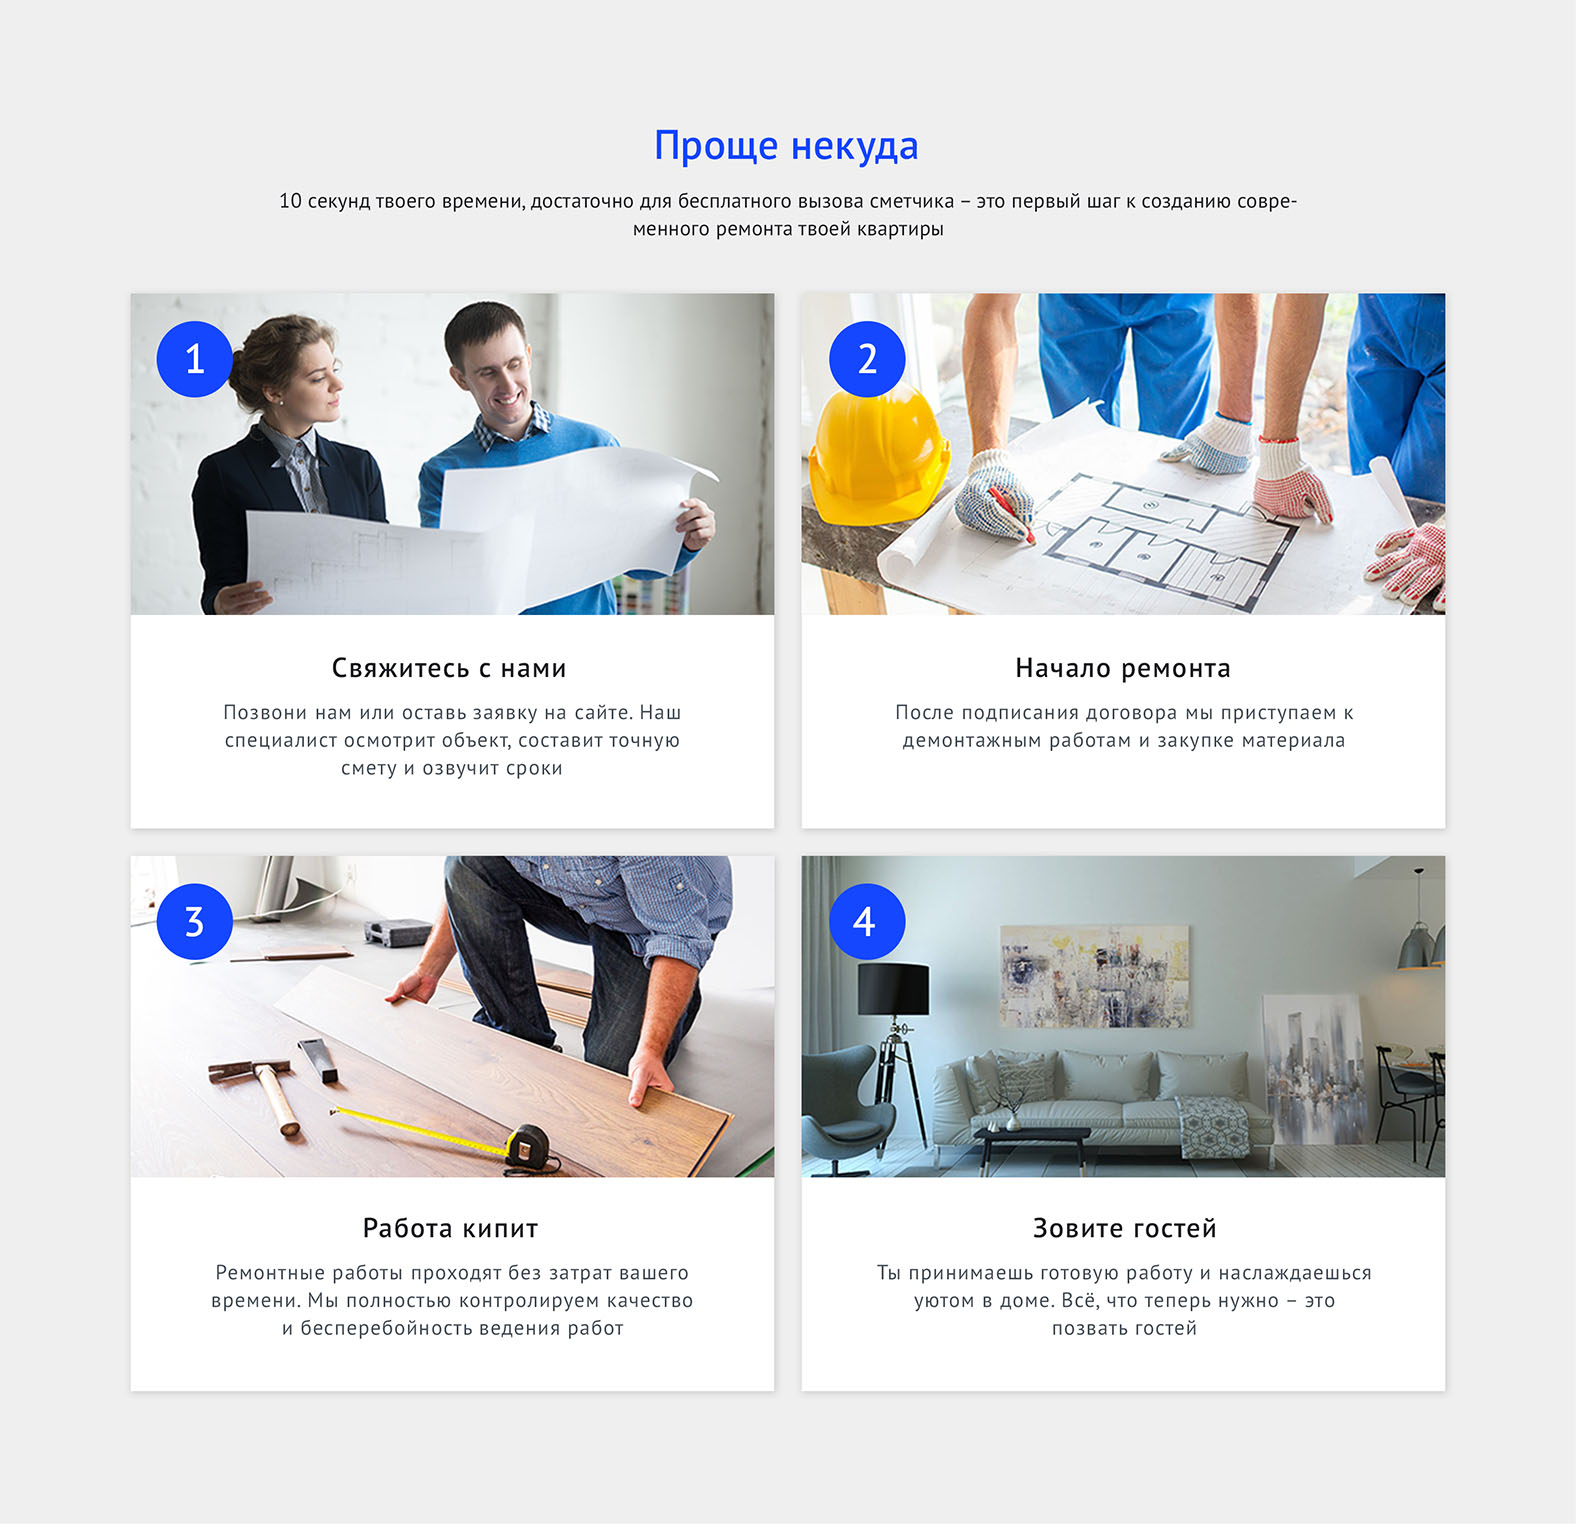 Проще некуда
10 секунд твоего времени, достаточно для бесплатного вызова сметчика – это первый шаг к созданию совре-
менного ремонта твоей квартиры
1
Свяжитесь с нами
Позвони нам или оставь заявку на сайте. Наш
специалист осмотрит объект, составит точную
смету и озвучит сроки
2
Начало ремонта
После подписания договора мы приступаем к
демонтажным работам и закупке материала
3
Работа кипит
Ремонтные работы проходят без затрат вашего
времени. Мы полностью контролируем качество
и бесперебойность ведения работ
4
Зовите гостей
Ты принимаешь готовую работу и наслаждаешься
уютом в доме. Всё, что теперь нужно – это
позвать гостей